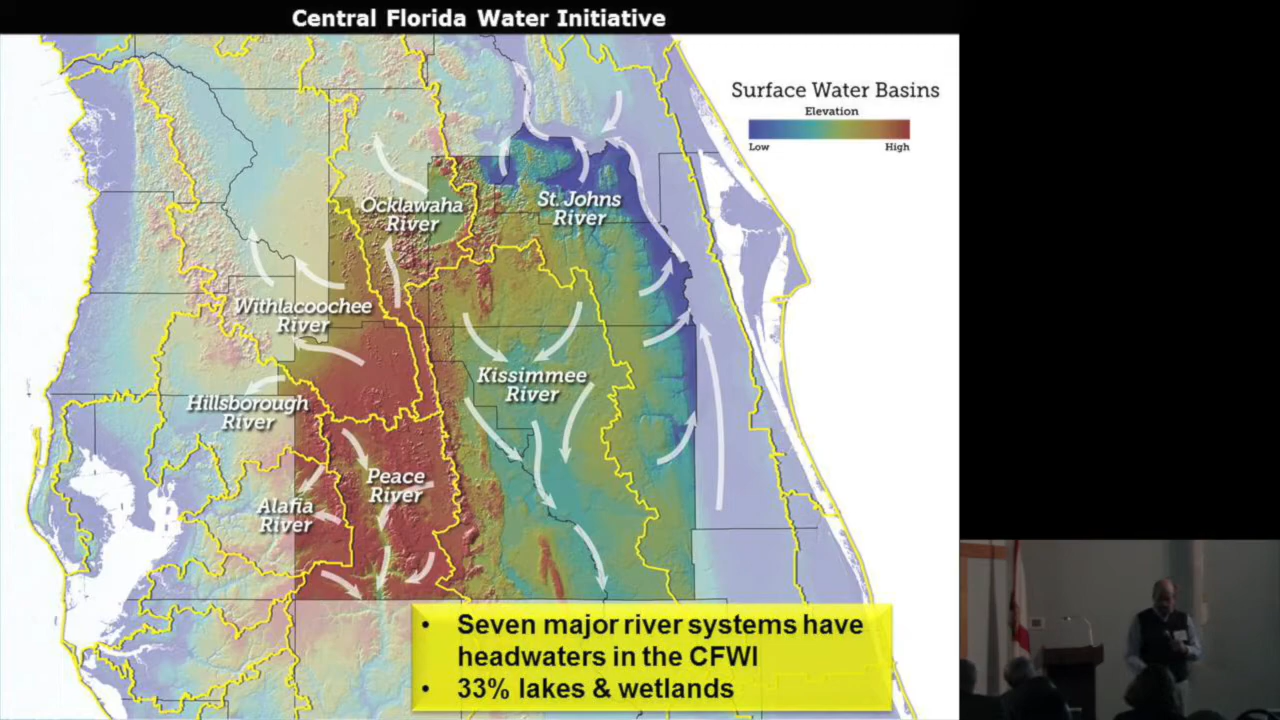 Central Florida Water Initiative
Surface Water Basins
Elevation
Low High
Ocklawaha
River
St. Johns
River
Withlacoochee
River
Kissimmee
River
Hillsborough
River
Peace
River
Alafia
River
• Seven major river systems have
headwaters in the CFWI
• 33% lakes & wetlands